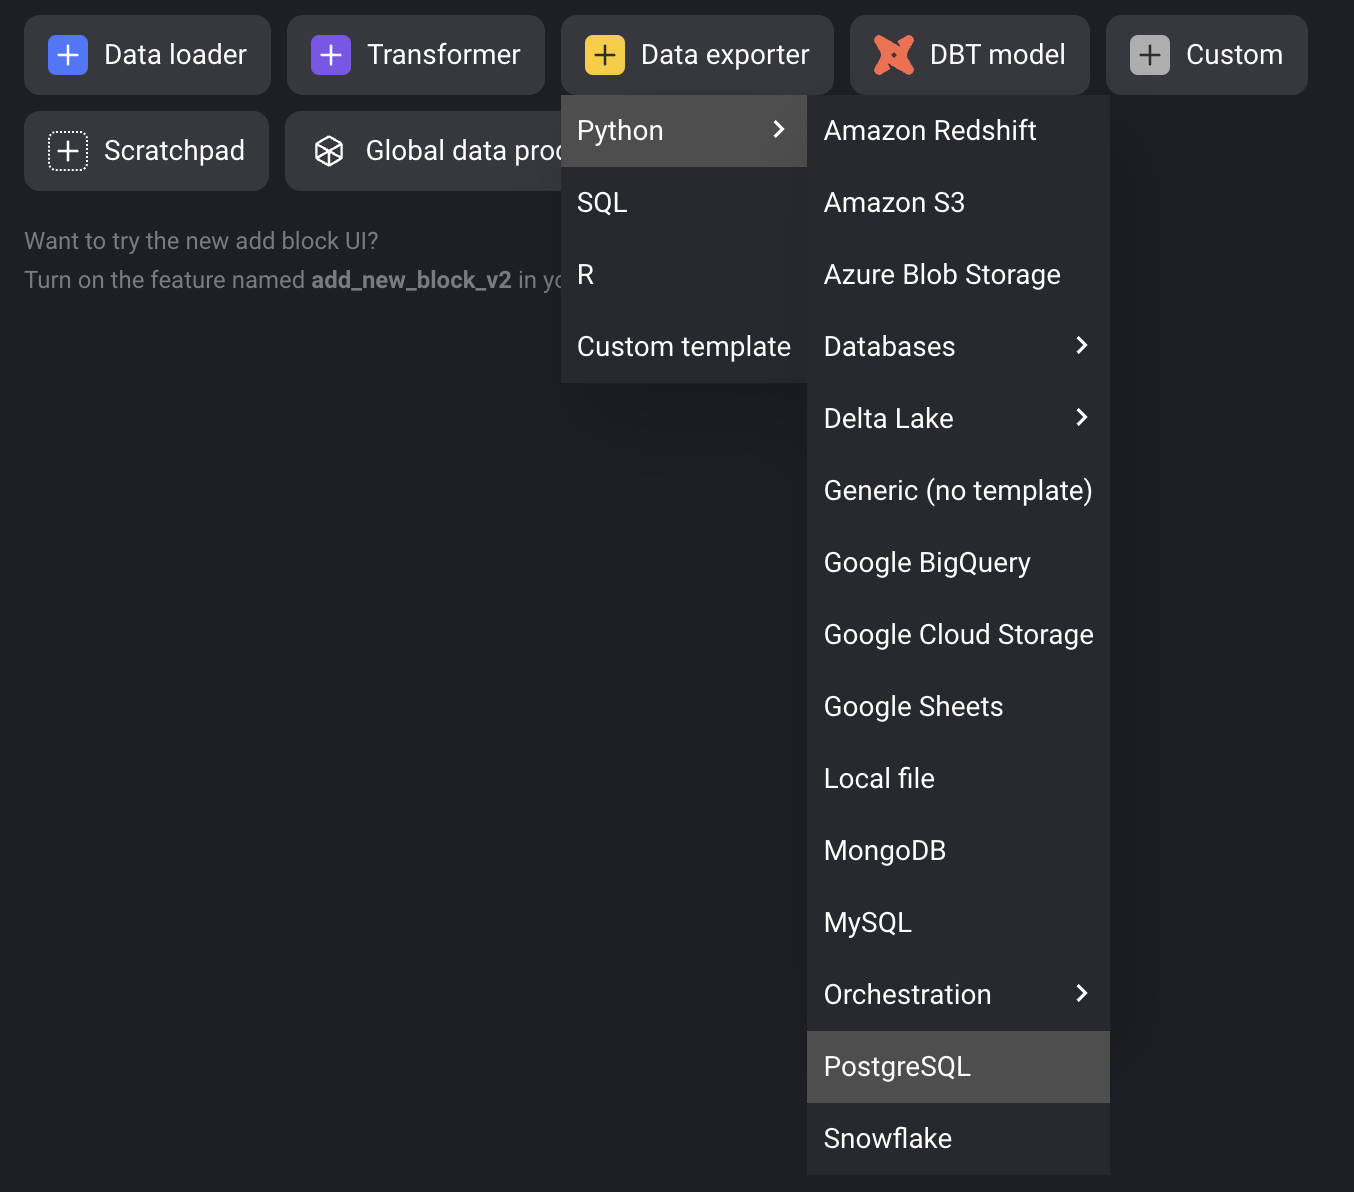 Data loader
Transformer
Data exporter
DBT model
Custom
Scratchpad
Global data
Want to try the new add block UI?
Turn on the feature named add_new_block_v2 in
Python
SQL
R
Custom template
Amazon Redshift
Amazon S3
Azure Blob Storage
Databases
Delta Lake
Generic (no template)
Google BigQuery
Google Cloud Storage
Google Sheets
Local file
MongoDB
MySQL
Orchestration
PostgreSQL
Snowflake